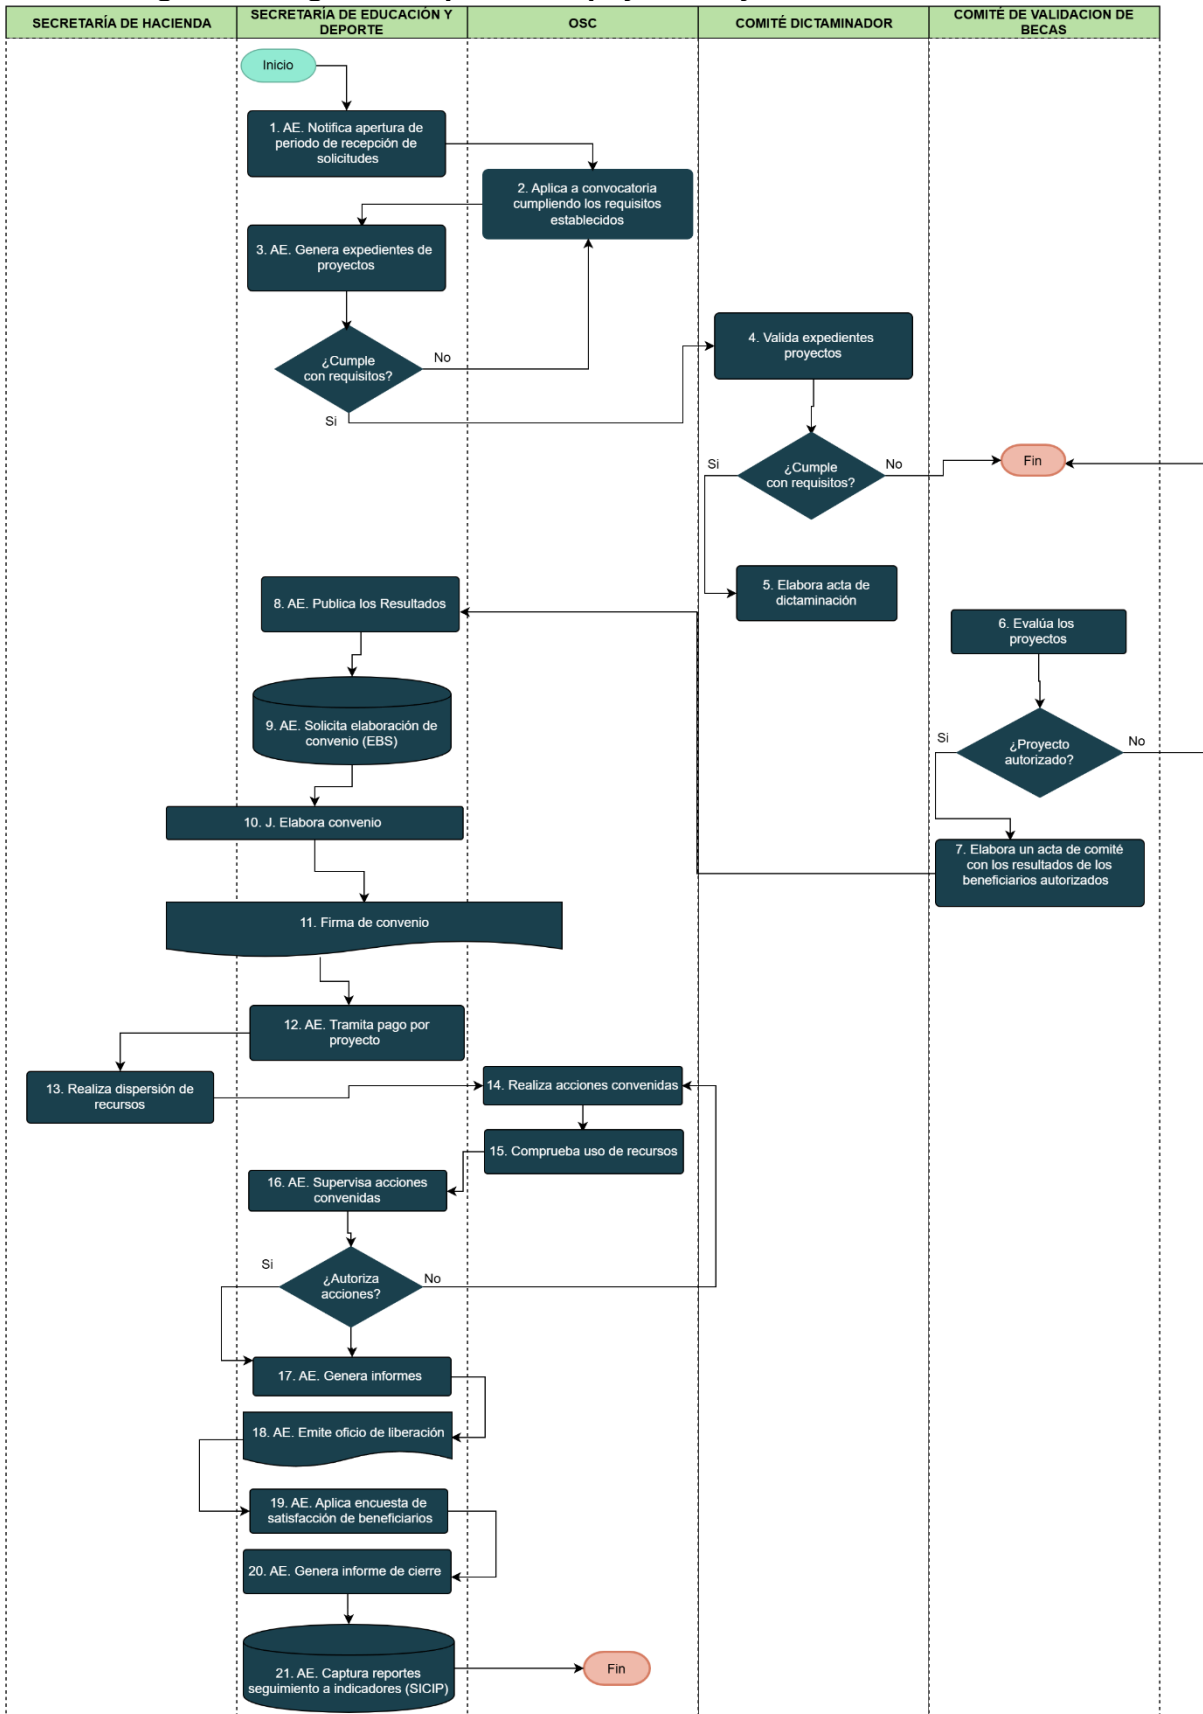 SECRETARÍA DE HACIENDA
SECRETARÍA DE EDUCACIÓN Y
DEPORTE
OSC
COMITÉ DICTAMINADOR
COMITÉ DE VALIDACION DE
BECAS
Inicio
1. AE. Notifica apertura de
periodo de recepción de
solicitudes
2. Aplica a convocatoria
cumpliendo los requisitos
establecidos
3. AE. Genera expedientes de
proyectos
¿Cumple
con requisitos?
No
Si
4. Valida expedientes
proyectos
¿Cumple
con requisitos?
Si
No
Fin
5. Elabora acta de
dictaminación
6. Evalúa los
proyectos
¿Proyecto
autorizado?
Si
No
7. Elabora un acta de comité
con los resultados de los
beneficiarios autorizados
8. AE. Publica los Resultados
9. AE. Solicita elaboración de
convenio (EBS)
10. J. Elabora convenio
11. Firma de convenio
12. AE. Tramita pago por
proyecto
13. Realiza dispersión de
recursos
14. Realiza acciones convenidas
15. Comprueba uso de recursos
16. AE. Supervisa acciones
convenidas
¿Autoriza
acciones?
Si
No
17. AE. Genera informes
18. AE. Emite oficio de liberación
19. AE. Aplica encuesta de
satisfacción de beneficiarios
20. AE. Genera informe de cierre
21. AE. Captura reportes
seguimiento a indicadores (SICIP)
Fin